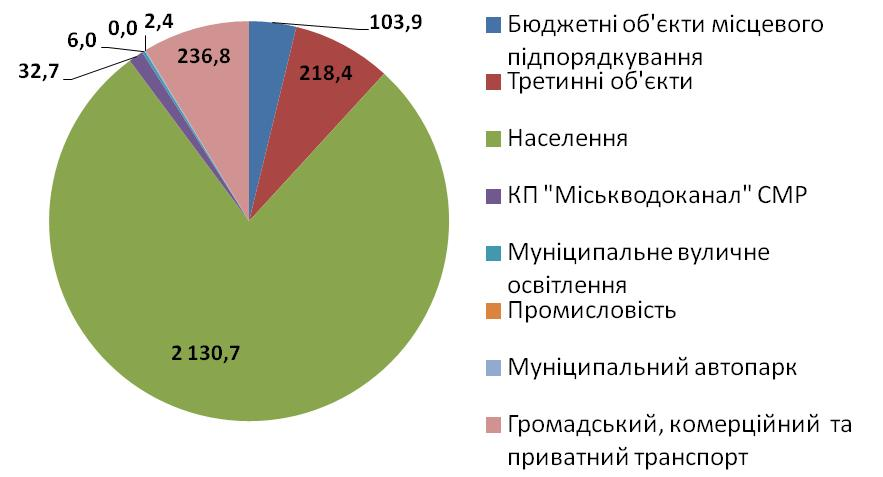 0,0
2,4
103,9
6,0
236,8
32,7
218,4
2 130,7
Бюджетні об'єкти місцевого
підпорядкування
Третинні об'єкти
Населення
КП "Міськводоканал" СМР
Муніципальне вуличне
освітлення
Промисловість
Муніципальний автопарк
Громадський, комерційний та
приватний транспорт